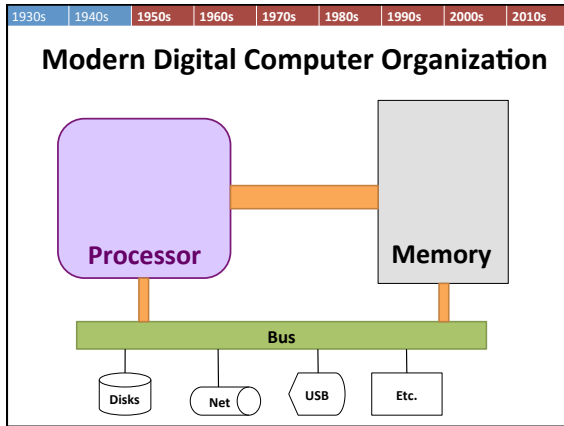 1930s 1940s 1950s 1960s 1970s 1980s 1990s 2000s 2010s
Modern Digital Computer Organization
Processor
Memory
Bus
Disks Net USB Etc.